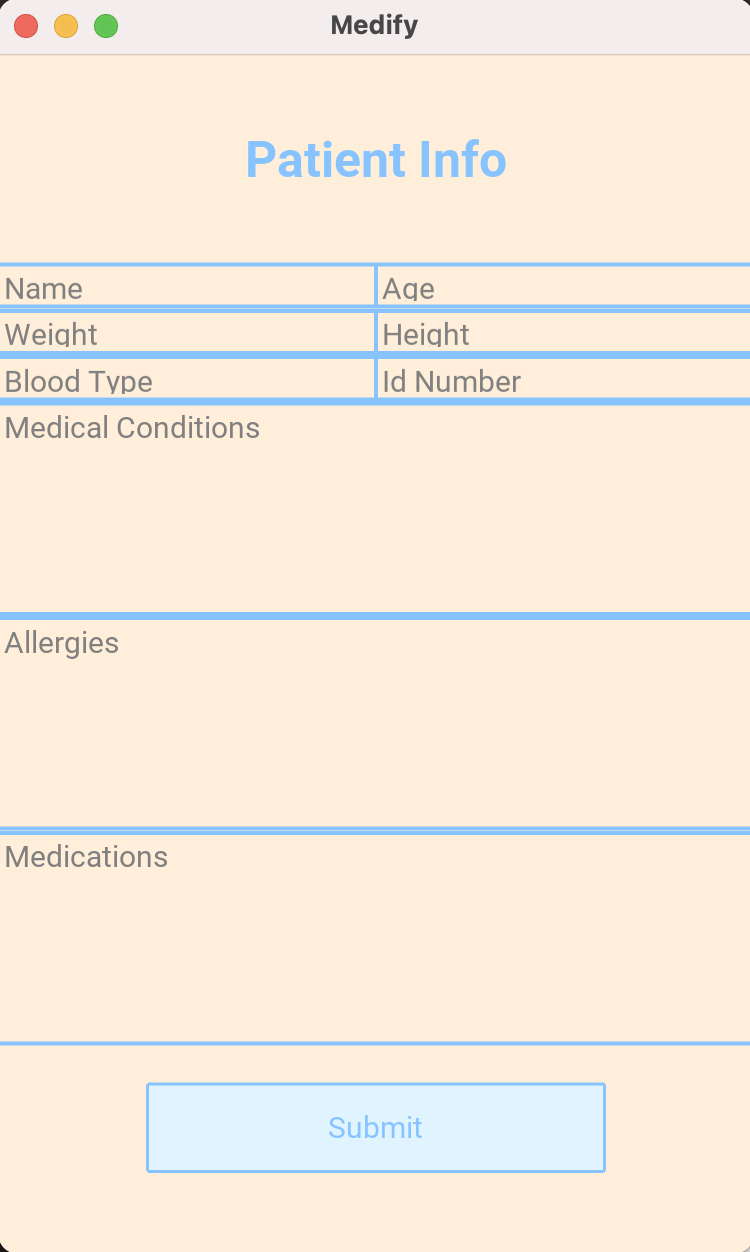 Medify
Patient Info
Name Age
Weight Height
Blood Type Id Number
Medical Conditions
Allergies
Medications
Submit